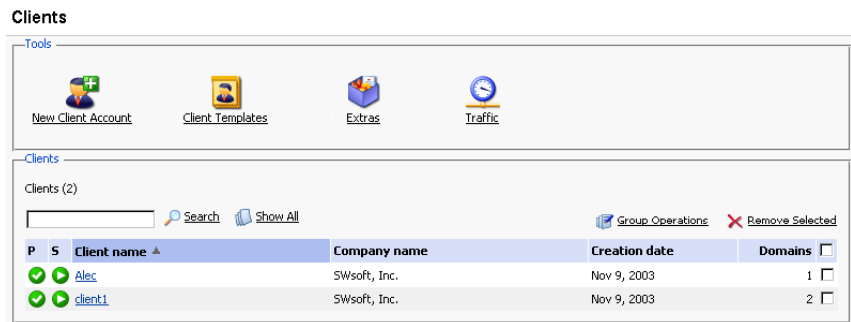 Clients
Tools
New Client Account Client Templates Extras Traffic
Clients
Clients (2)
Search Show All Group Operations Remove Selected
P S Client name Company name Creation date Domains
Alec SWsoft, Inc. Nov 9, 2003 1
client1 SWsoft, Inc. Nov 9, 2003 2